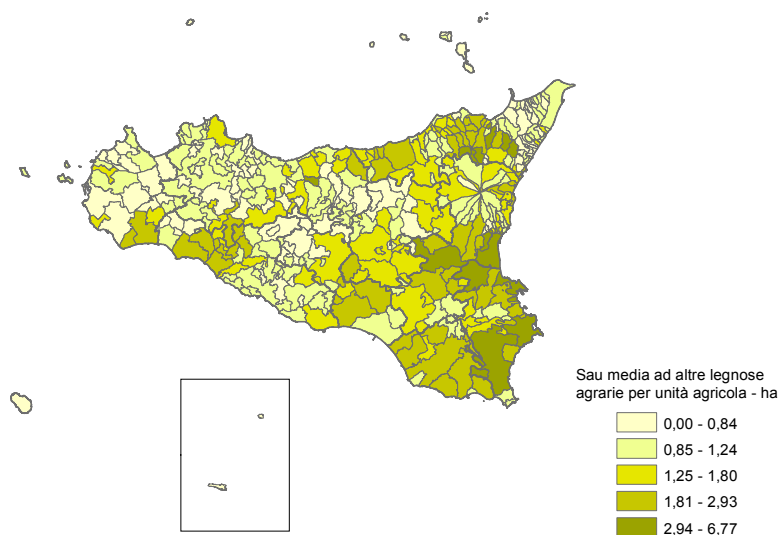 Sau media ad altre legnose
agrarie per unità agricola - ha
0,00 - 0,84
0,85 - 1,24
1,25 - 1,80
1,81 - 2,93
2,94 - 6,77